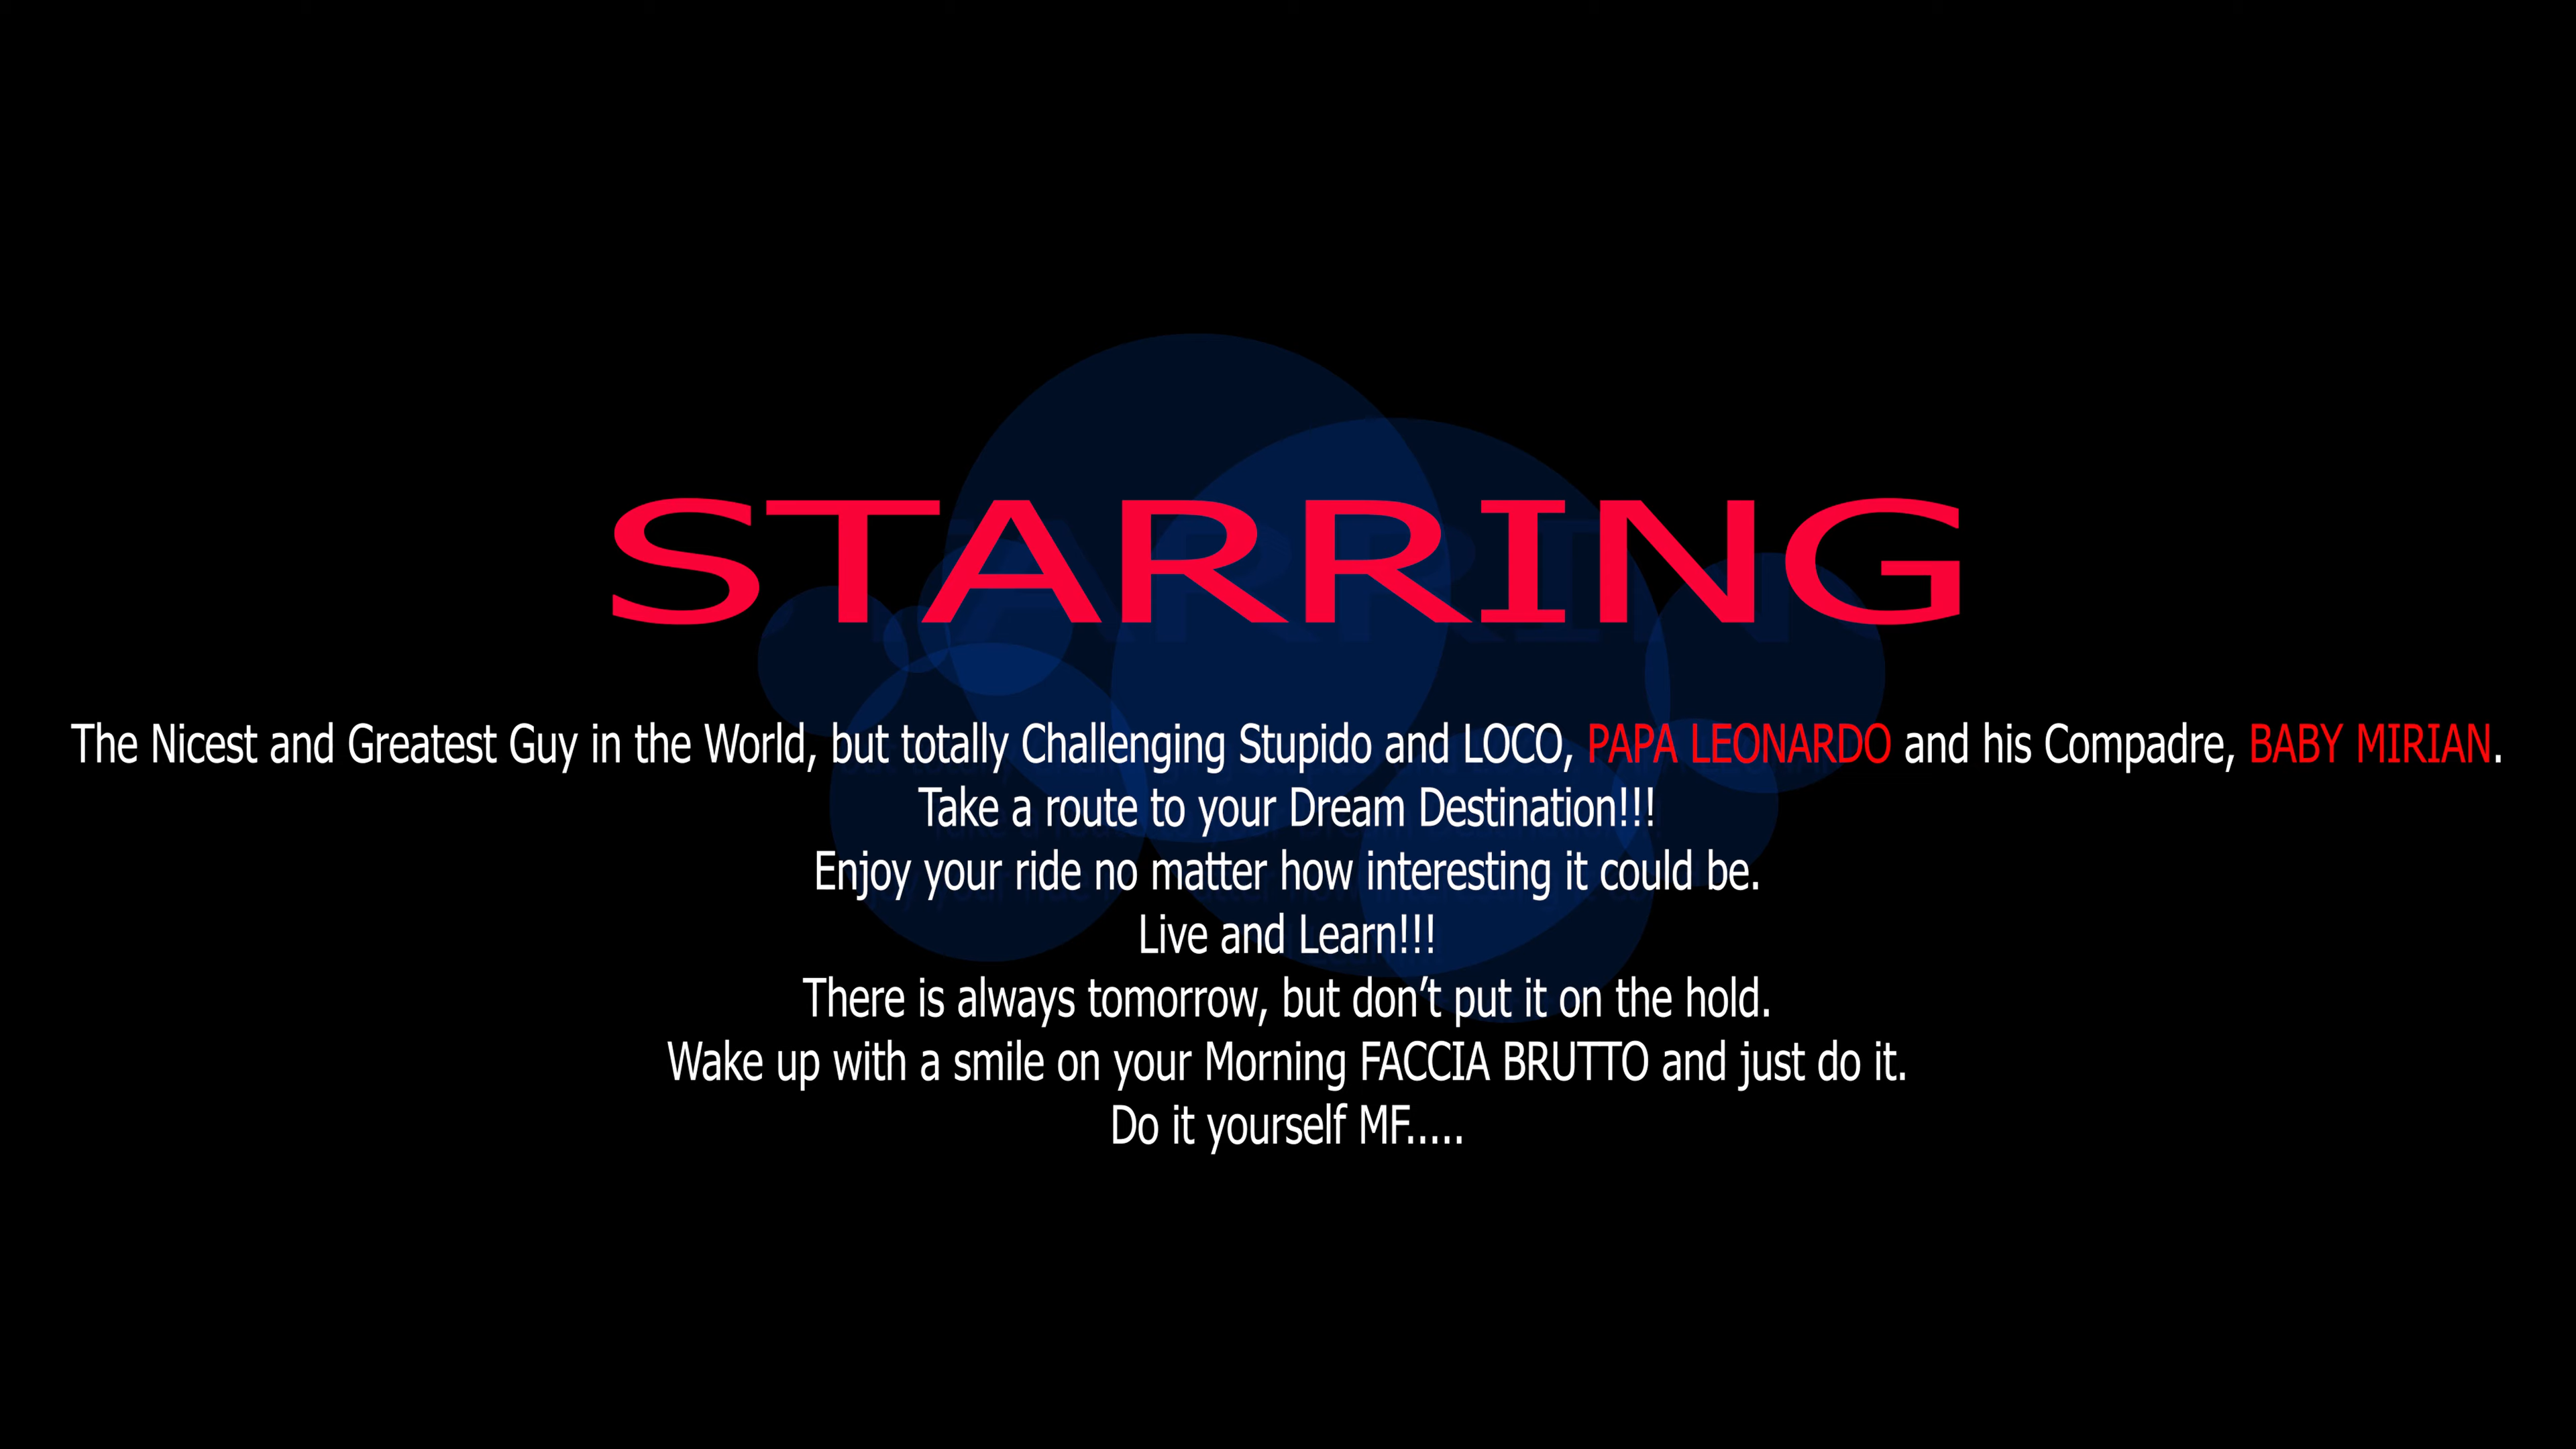 STARRING
The Nicest and Greatest Guy in the World, but totally Challenging Stupido and LOCO, PAPA LEONARDO and his Compadre, BABY MIRIAN.
Take a route to your Dream Destination!!!
Enjoy your ride no matter how interesting it could be.
Live and Learn!!!
There is always tomorrow, but don’t put it on the hold.
Wake up with a smile on your Morning FACCIA BRUTTO and just do it.
Do it yourself MF.....